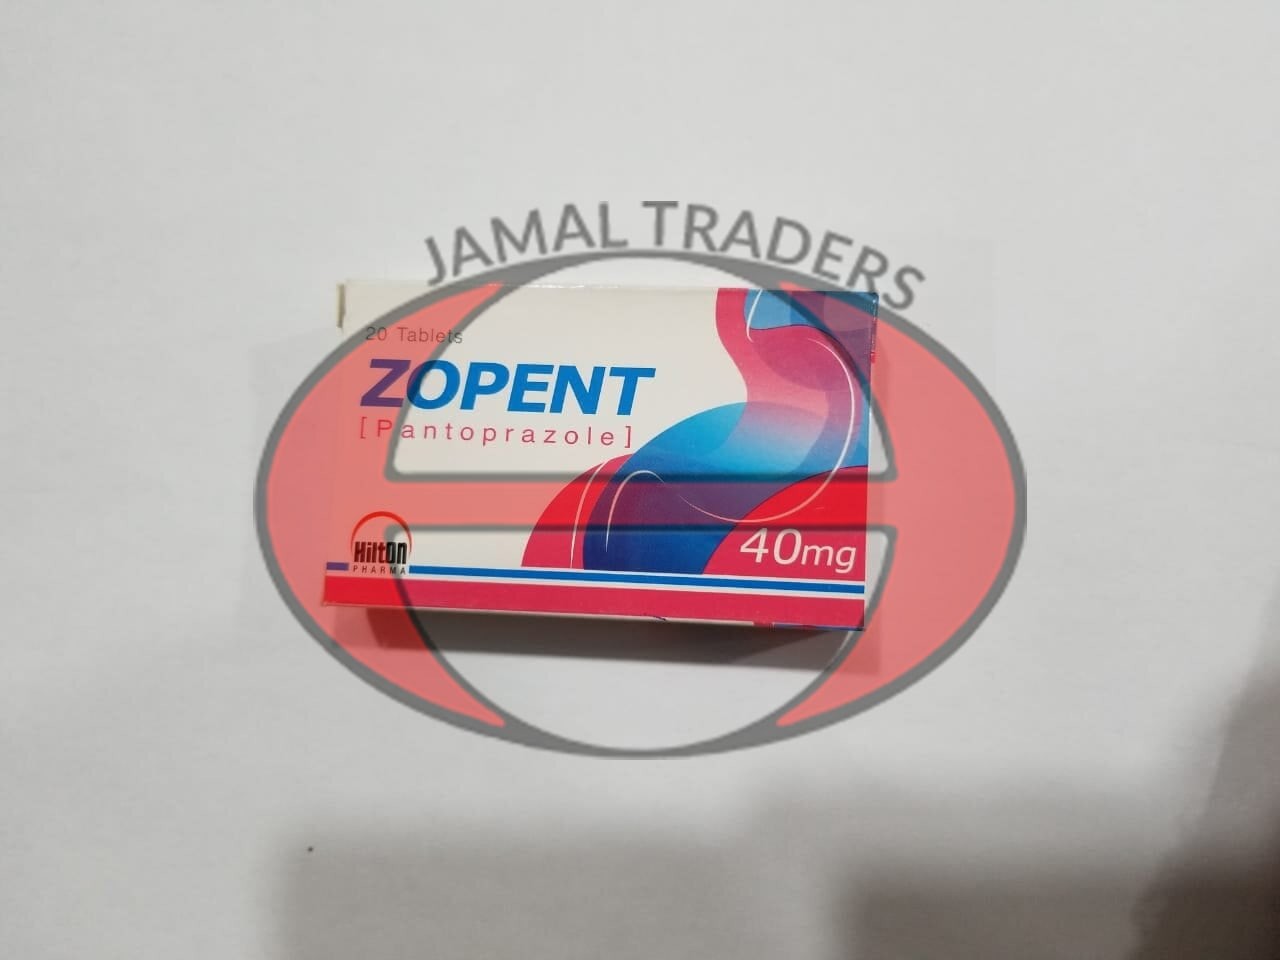 JAMAL TRADERS
20 Tablets
ZOPENT
[Pantoprazole]
HiltOn
PHARMA
40mg